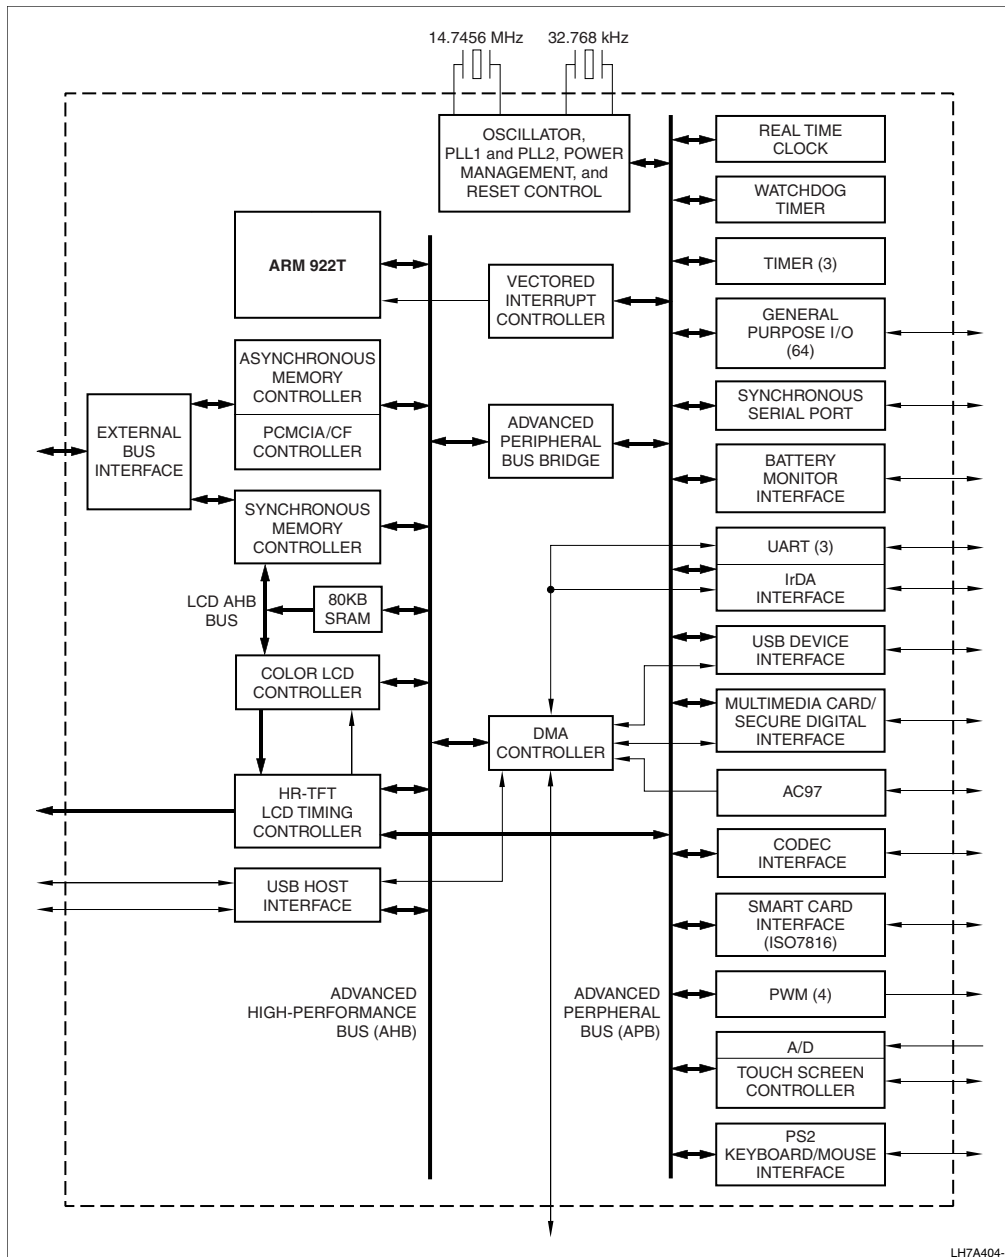 14.7456 MHz
32.768 kHz
OSCILLATOR,
PLL1 and PLL2, POWER
MANAGEMENT, and
RESET CONTROL
REAL TIME
CLOCK
WATCHDOG
TIMER
ARM 922T
VECTORED
INTERRUPT
CONTROLLER
TIMER (3)
GENERAL
PURPOSE I/O
(64)
ASYNCHRONOUS
MEMORY
CONTROLLER
PCMCIA/CF
CONTROLLER
EXTERNAL
BUS
INTERFACE
ADVANCED
PERIPHERAL
BUS BRIDGE
SYNCHRONOUS
SERIAL PORT
BATTERY
MONITOR
INTERFACE
SYNCHRONOUS
MEMORY
CONTROLLER
UART (3)
IrDA
INTERFACE
LCD AHB
BUS
80KB
SRAM
USB DEVICE
INTERFACE
COLOR LCD
CONTROLLER
MULTIMEDIA CARD/
SECURE DIGITAL
INTERFACE
DMA
CONTROLLER
HR-TFT
LCD TIMING
CONTROLLER
AC97
CODEC
INTERFACE
USB HOST
INTERFACE
SMART CARD
INTERFACE
(ISO7816)
ADVANCED
HIGH-PERFORMANCE
BUS (AHB)
ADVANCED
PERPHERAL
BUS (APB)
PWM (4)
A/D
TOUCH SCREEN
CONTROLLER
PS2
KEYBOARD/MOUSE
INTERFACE
LH7A404-